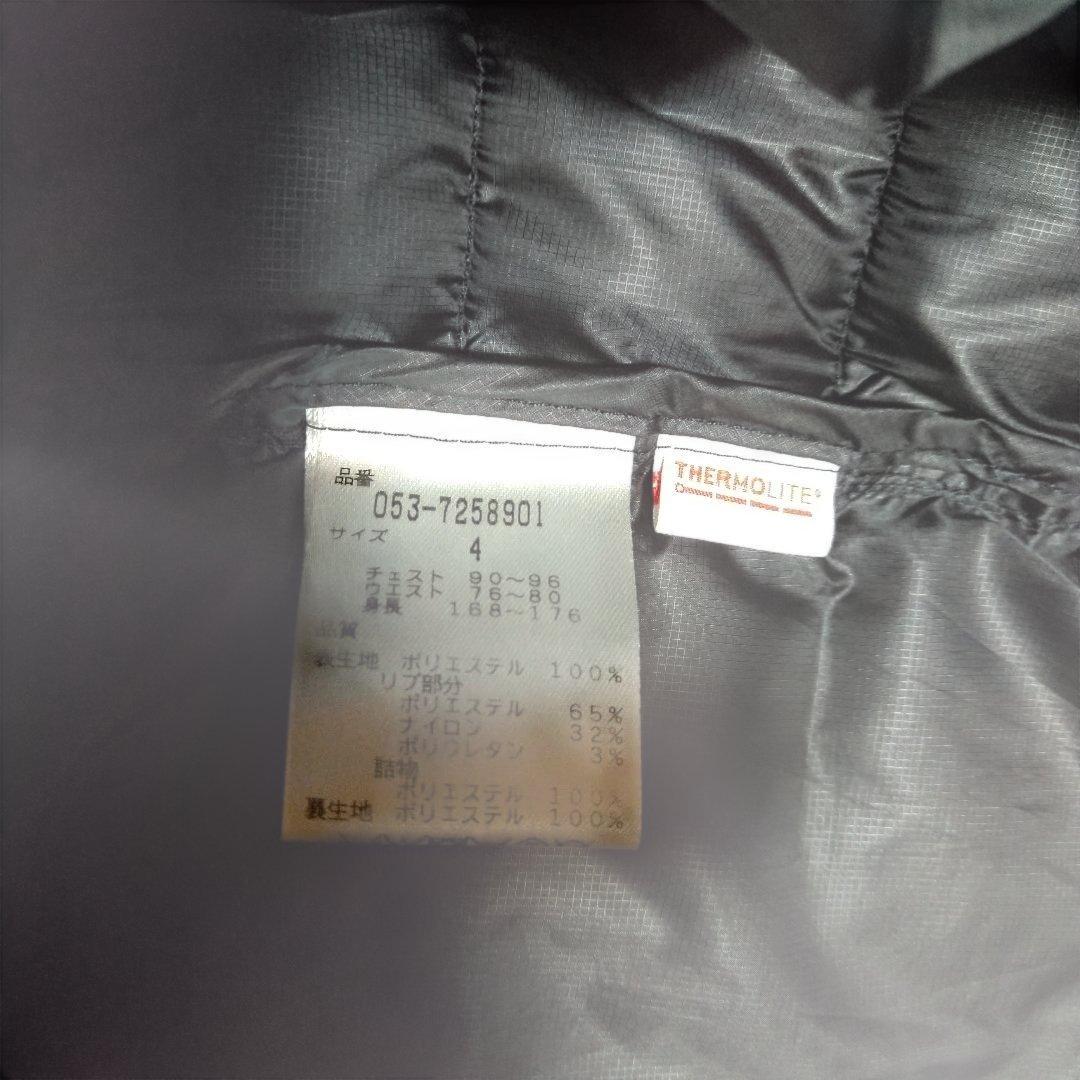 品番
053-7258901
サイズ
4
チェスト 90～96
ウエスト 76～80
身長 168～176
品質
表生地 ポリエステル 100%
リブ部分
ポリエステル 65%
ナイロン 32%
ポリウレタン 3%
詰物
ポリエステル 100%
裏生地 ポリエステル 100%
THERMOLITE®